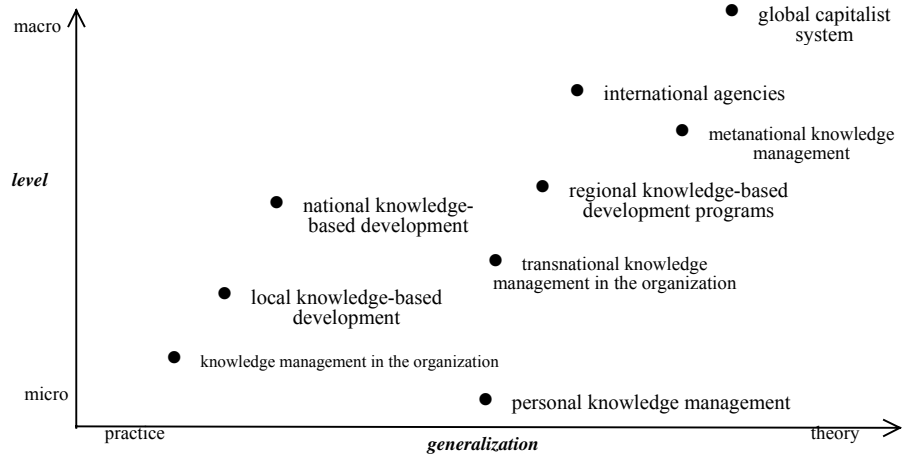 macro
global capitalist
system
international agencies
metanational knowledge
management
level
regional knowledge-based
development programs
national knowledge-
based development
transnational knowledge
management in the organization
local knowledge-based
development
knowledge management in the organization
micro
personal knowledge management
practice
generalization
theory